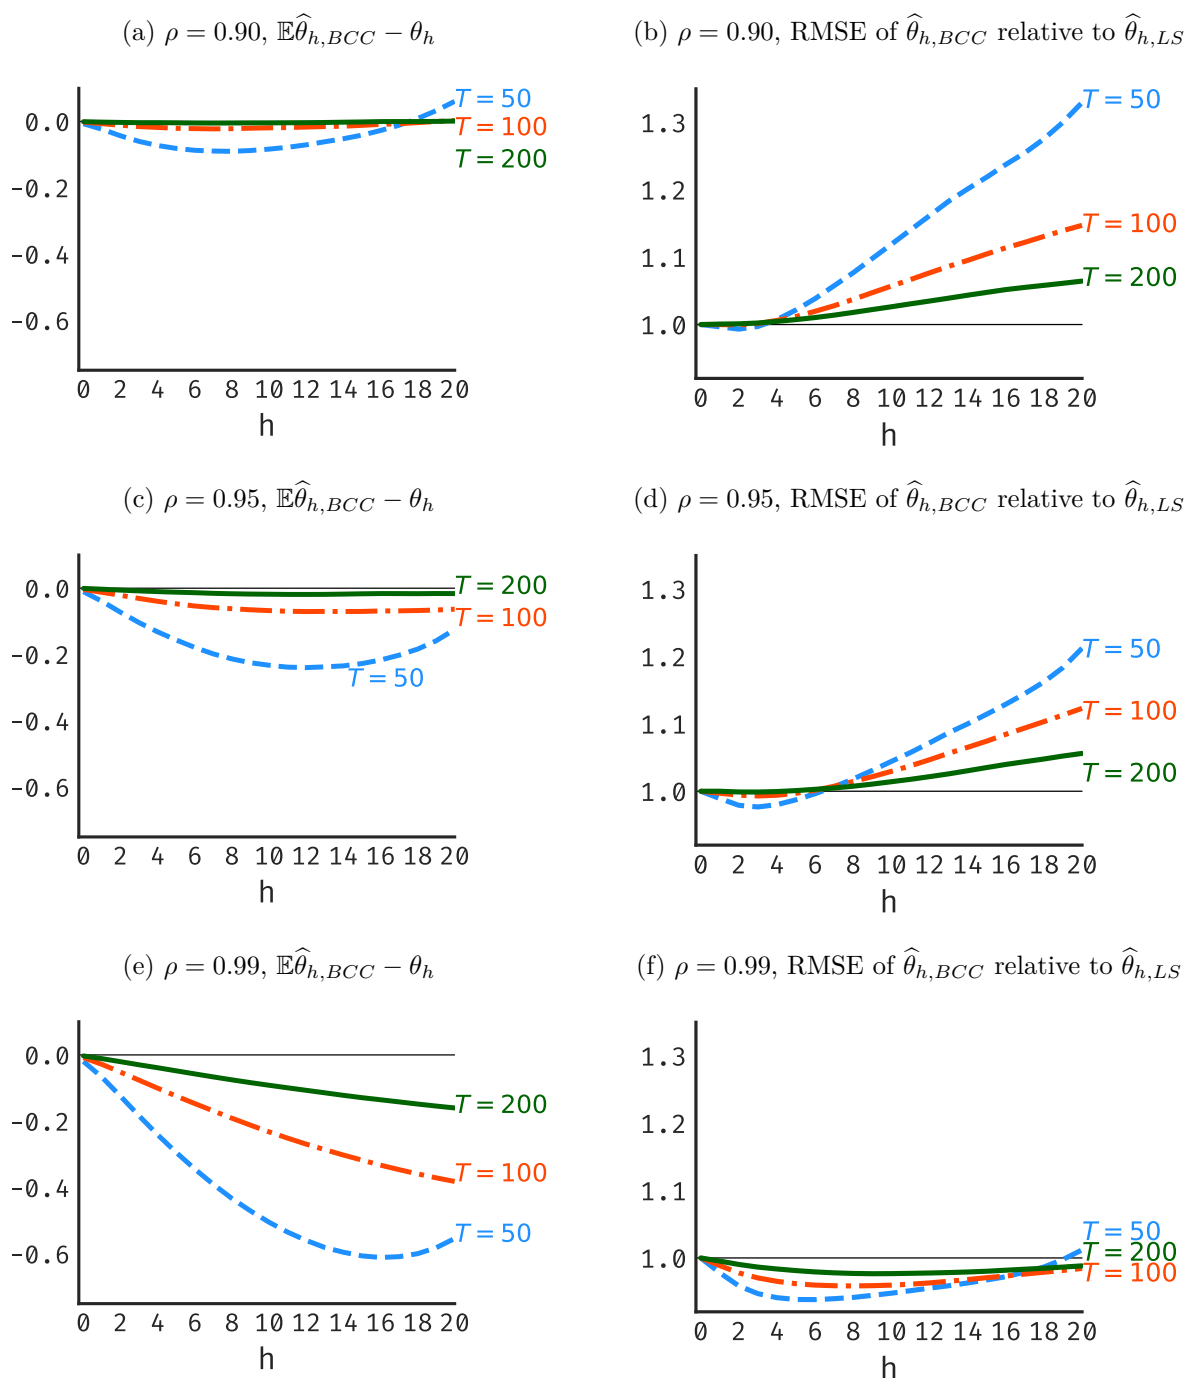 (a) ρ = 0.90, 𝔼θ̂_{h,BCC} − θ_h
(b) ρ = 0.90, RMSE of θ̂_{h,BCC} relative to θ̂_{h,LS}
0.0
−0.2
−0.4
−0.6
T = 50
T = 100
T = 200
0 2 4 6 8 10 12 14 16 18 20
h
1.3
1.2
1.1
1.0
T = 50
T = 100
T = 200
0 2 4 6 8 10 12 14 16 18 20
h
(c) ρ = 0.95, 𝔼θ̂_{h,BCC} − θ_h
(d) ρ = 0.95, RMSE of θ̂_{h,BCC} relative to θ̂_{h,LS}
0.0
−0.2
−0.4
−0.6
T = 200
T = 100
T = 50
0 2 4 6 8 10 12 14 16 18 20
h
1.3
1.2
1.1
1.0
T = 50
T = 100
T = 200
0 2 4 6 8 10 12 14 16 18 20
h
(e) ρ = 0.99, 𝔼θ̂_{h,BCC} − θ_h
(f) ρ = 0.99, RMSE of θ̂_{h,BCC} relative to θ̂_{h,LS}
0.0
−0.2
−0.4
−0.6
T = 200
T = 100
T = 50
0 2 4 6 8 10 12 14 16 18 20
h
1.3
1.2
1.1
1.0
T = 50
T = 200
T = 100
0 2 4 6 8 10 12 14 16 18 20
h